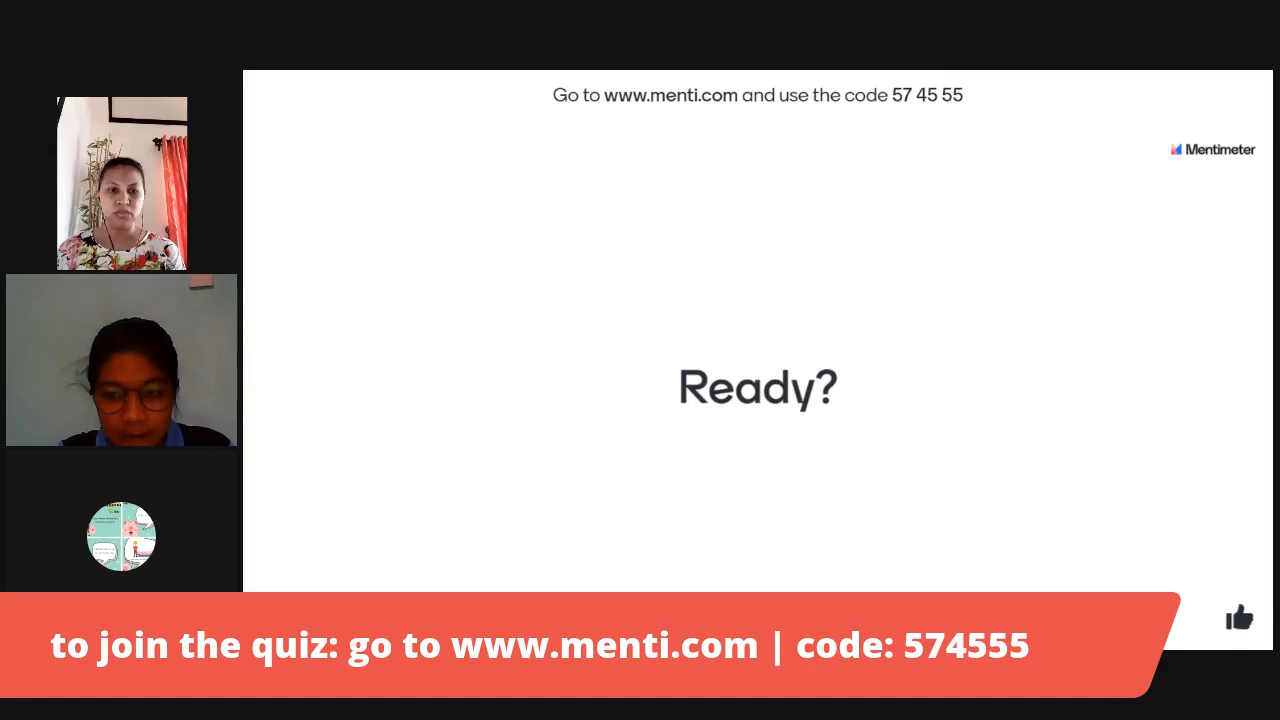 Go to www.menti.com and use the code 57 45 55
Mentimeter
Ready?
to join the quiz: go to www.menti.com | code: 574555